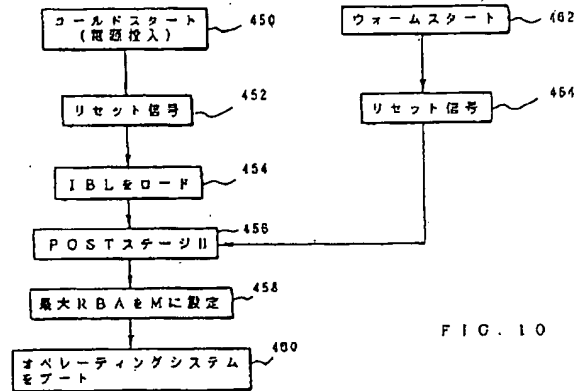 コールドスタート
(電源投入)
450
リセット信号
452
IBLをロード
454
POSTステージII
456
最大RBAをMに設定
458
オペレーティングシステム
をブート
460
ウォームスタート
462
リセット信号
464
FIG. 10